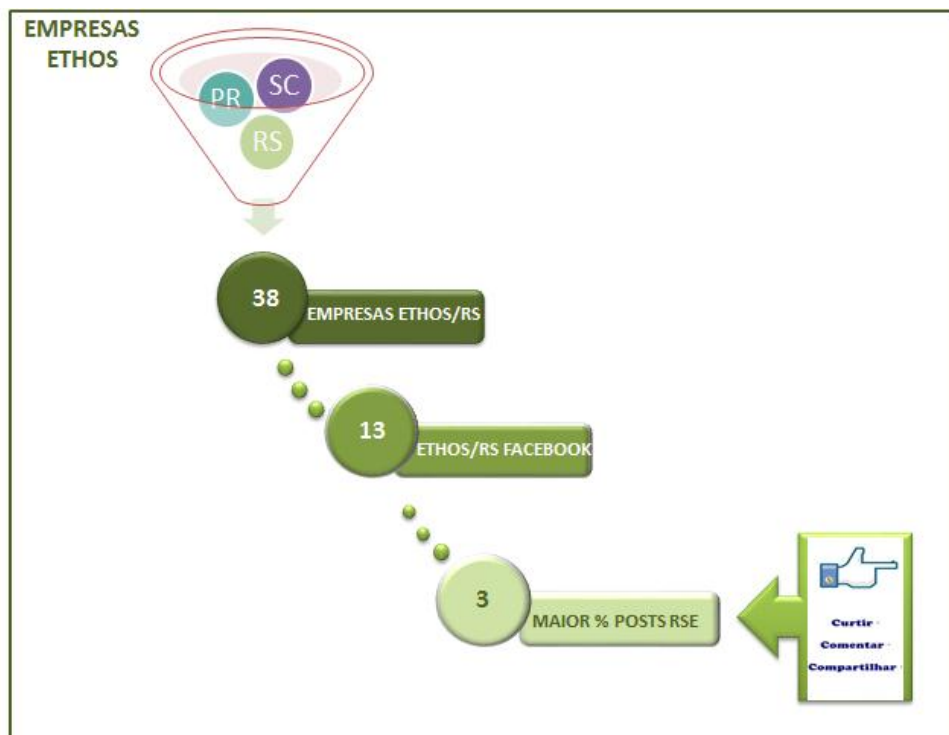 EMPRESAS
ETHOS
PR
SC
RS
38
EMPRESAS ETHOS/RS
13
ETHOS/RS FACEBOOK
3
MAIOR % POSTS RSE
Curtir ·
Comentar ·
Compartilhar ·